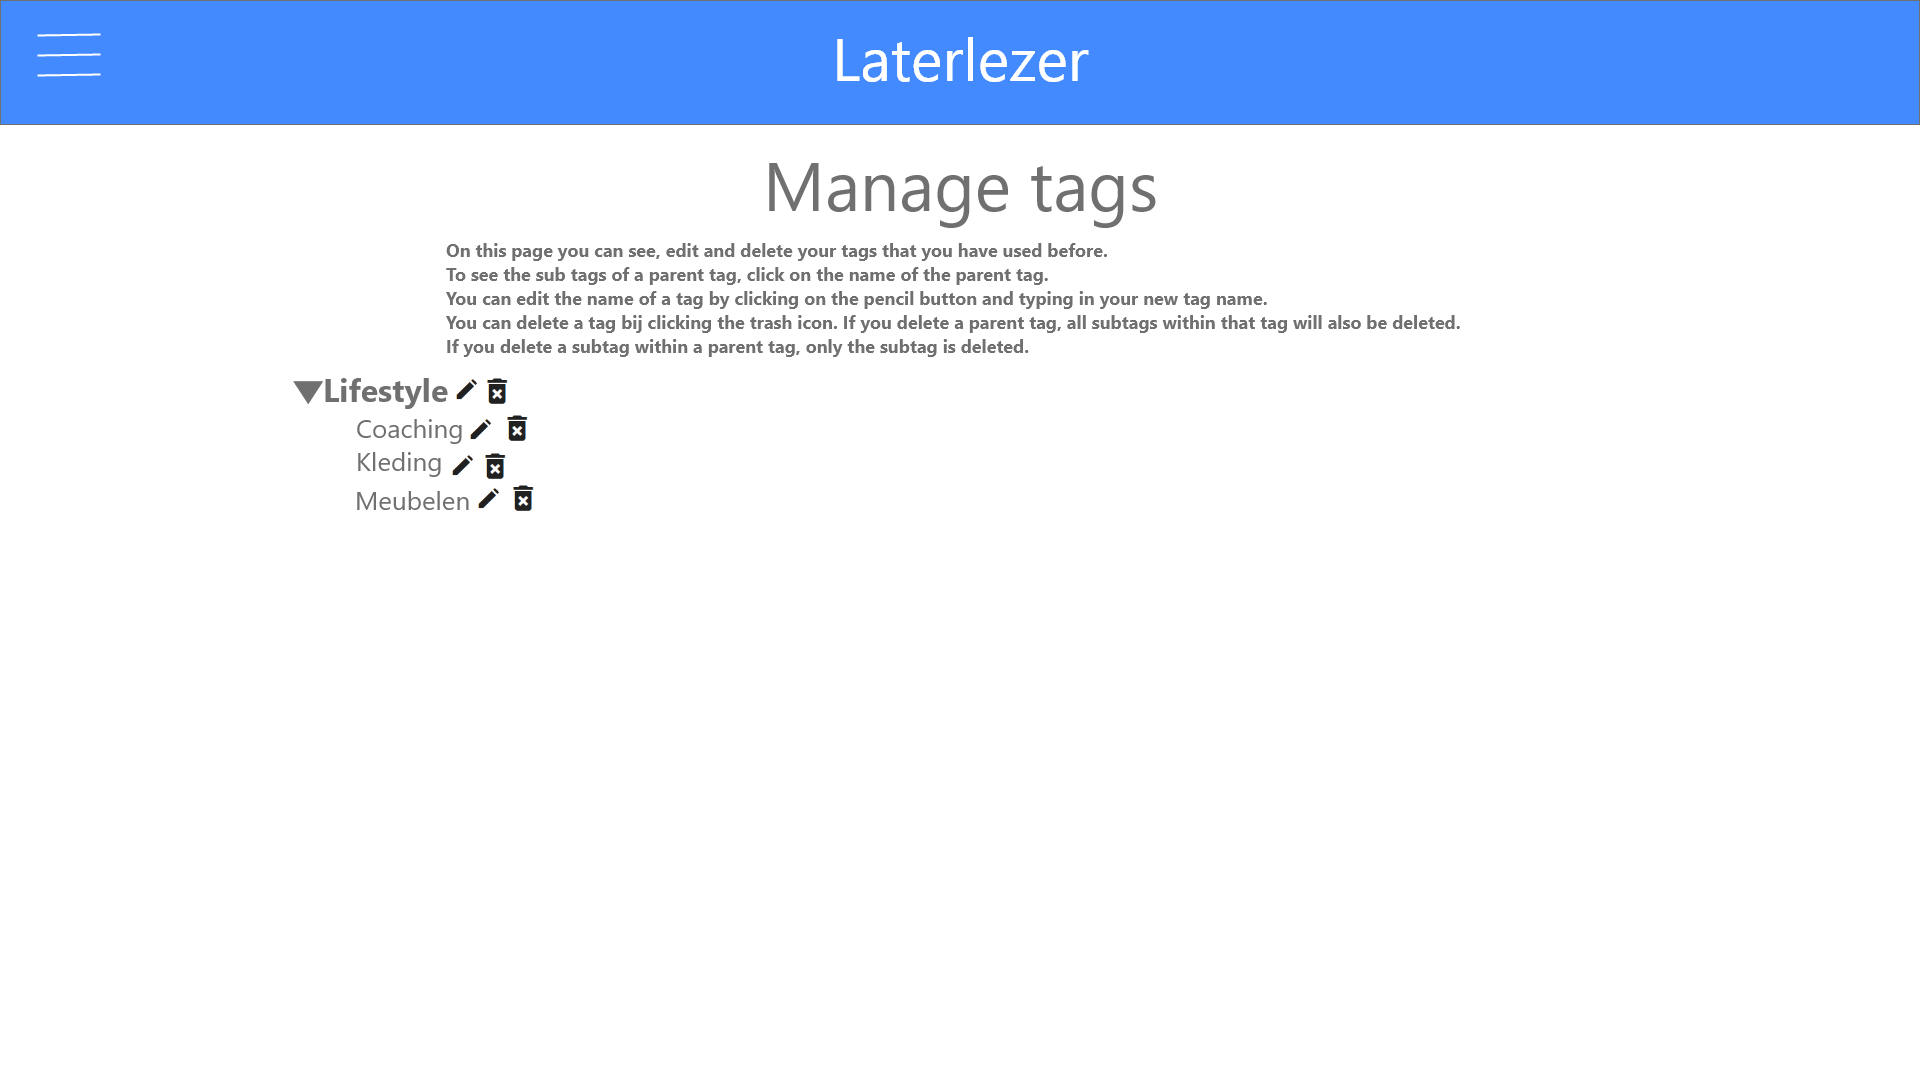 Laterlezer
Manage tags
On this page you can see, edit and delete your tags that you have used before.
To see the sub tags of a parent tag, click on the name of the parent tag.
You can edit the name of a tag by clicking on the pencil button and typing in your new tag name.
You can delete a tag bij clicking the trash icon. If you delete a parent tag, all subtags within that tag will also be deleted.
If you delete a subtag within a parent tag, only the subtag is deleted.
Lifestyle
Coaching
Kleding
Meubelen